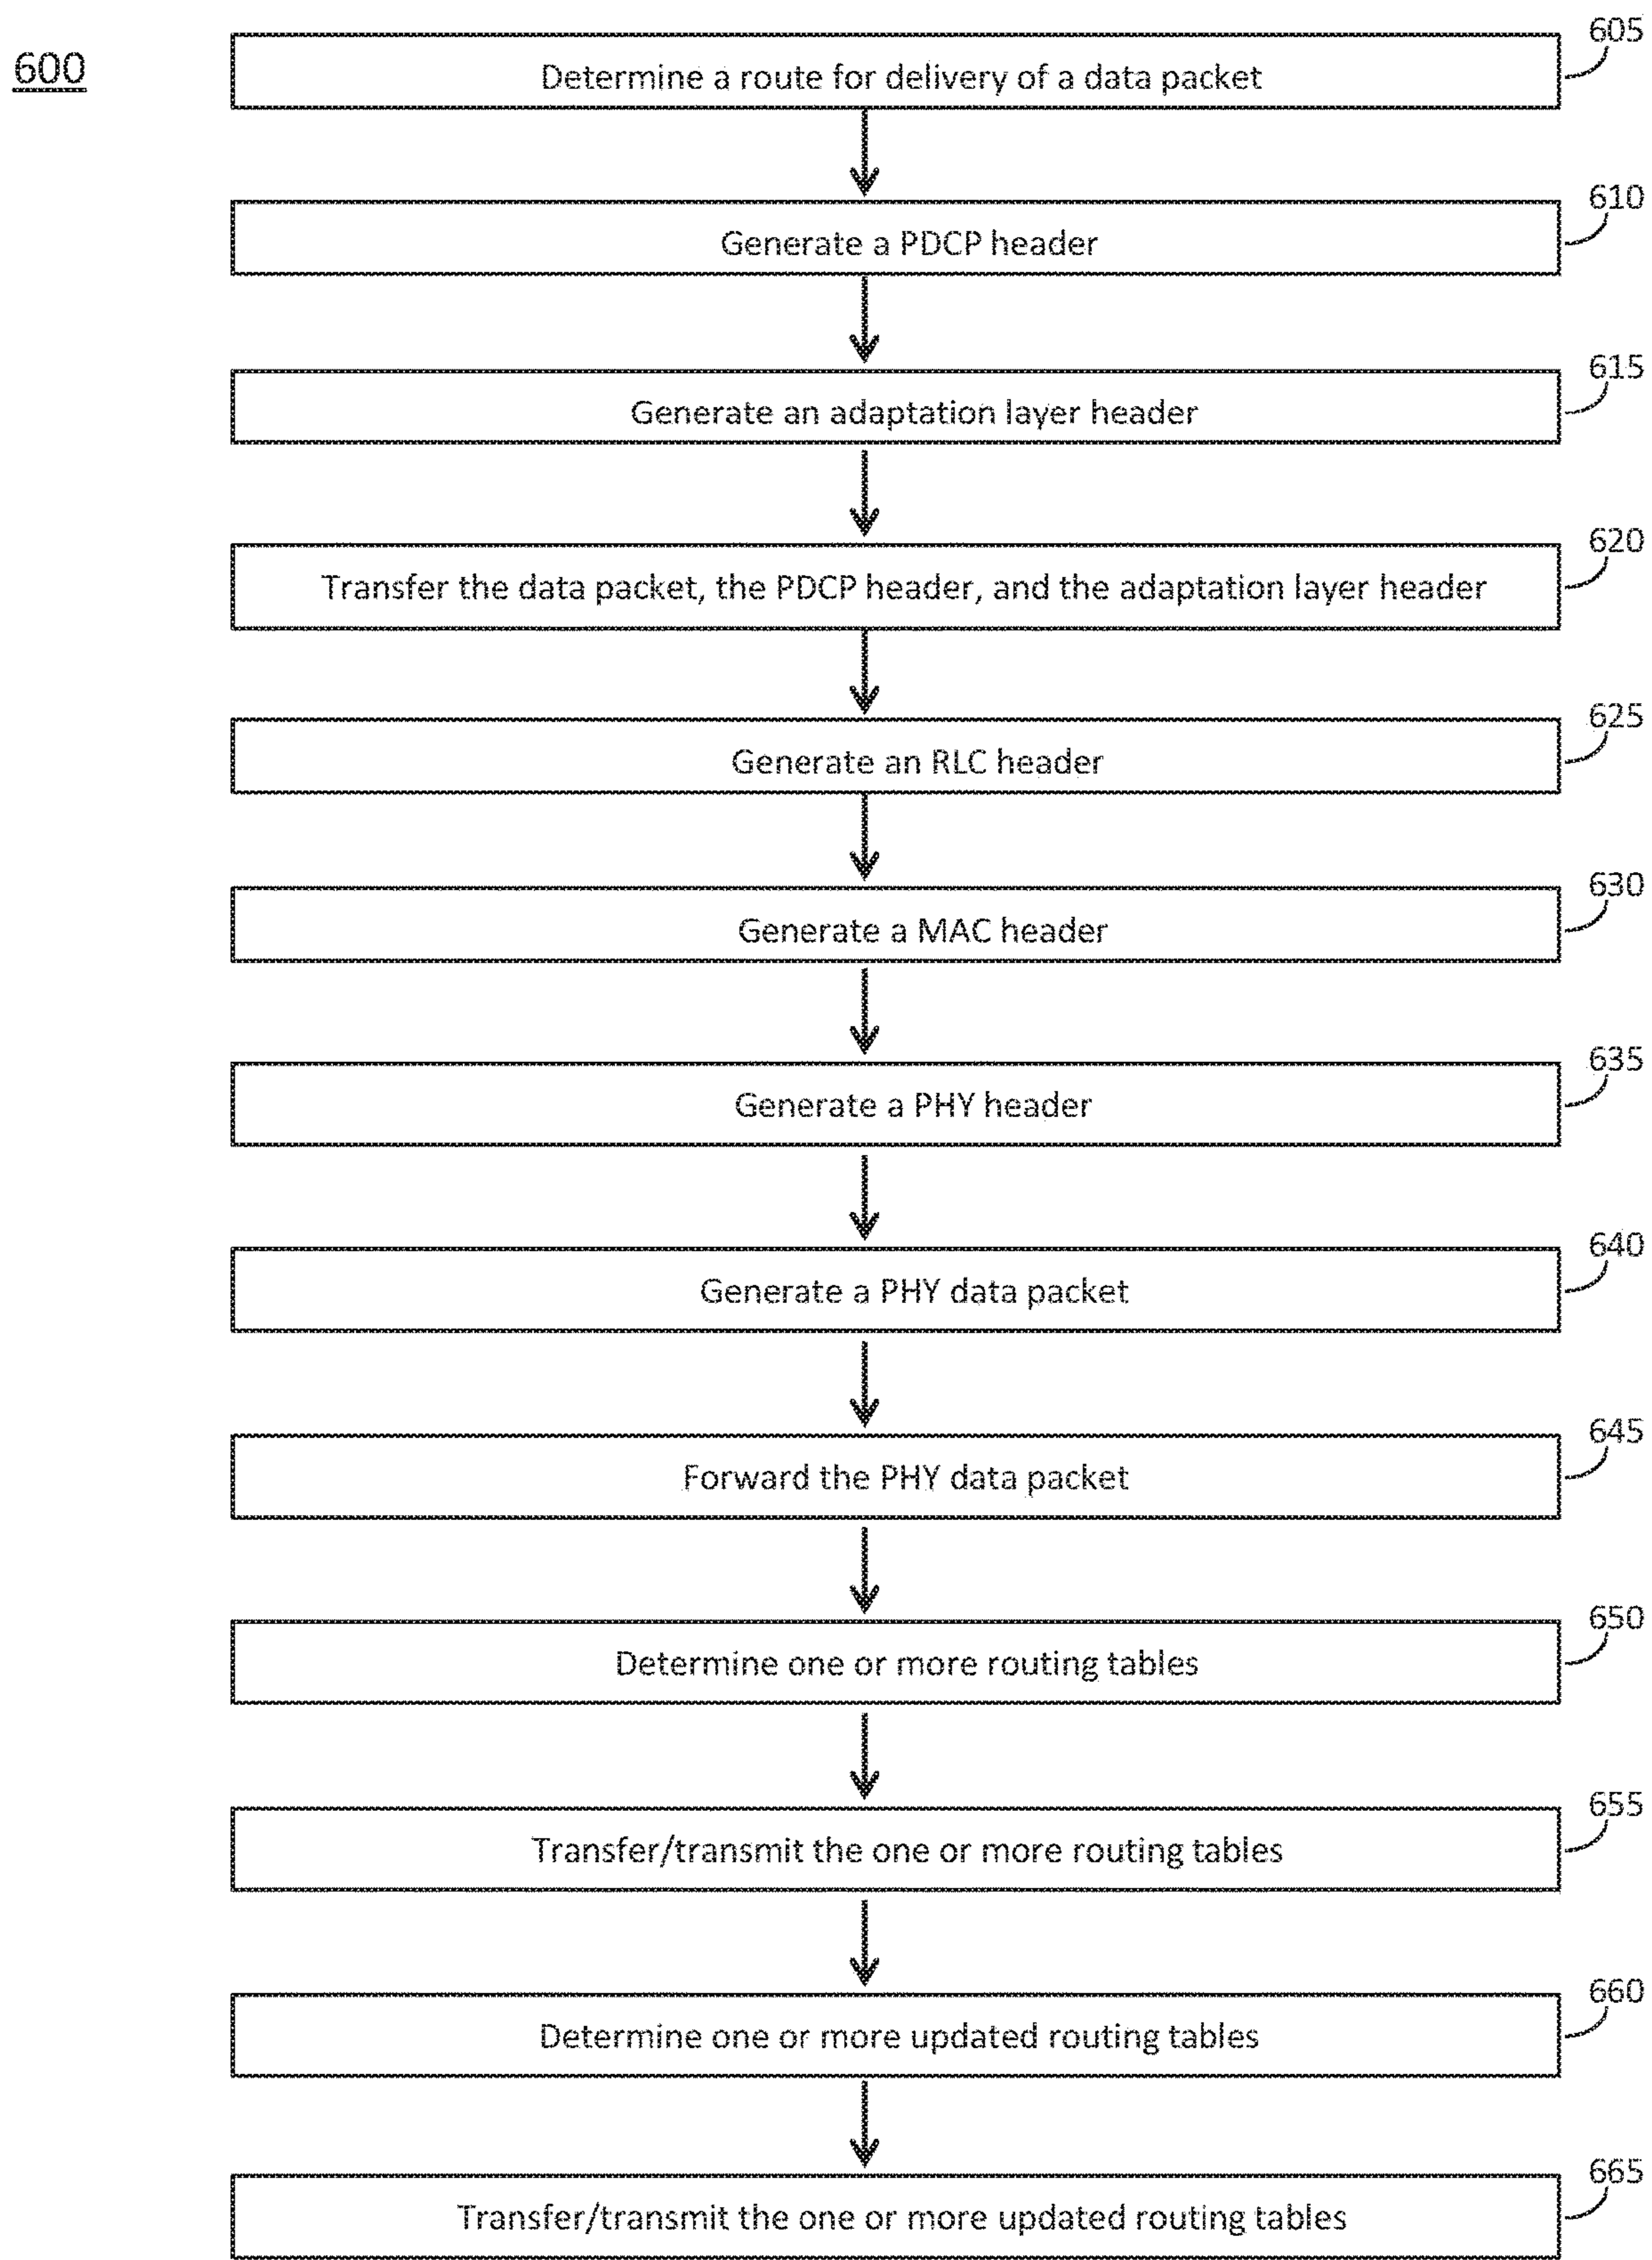 600
605
Determine a route for delivery of a data packet
610
Generate a PDCP header
615
Generate an adaptation layer header
620
Transfer the data packet, the PDCP header, and the adaptation layer header
625
Generate an RLC header
630
Generate a MAC header
635
Generate a PHY header
640
Generate a PHY data packet
645
Forward the PHY data packet
650
Determine one or more routing tables
655
Transfer/transmit the one or more routing tables
660
Determine one or more updated routing tables
665
Transfer/transmit the one or more updated routing tables